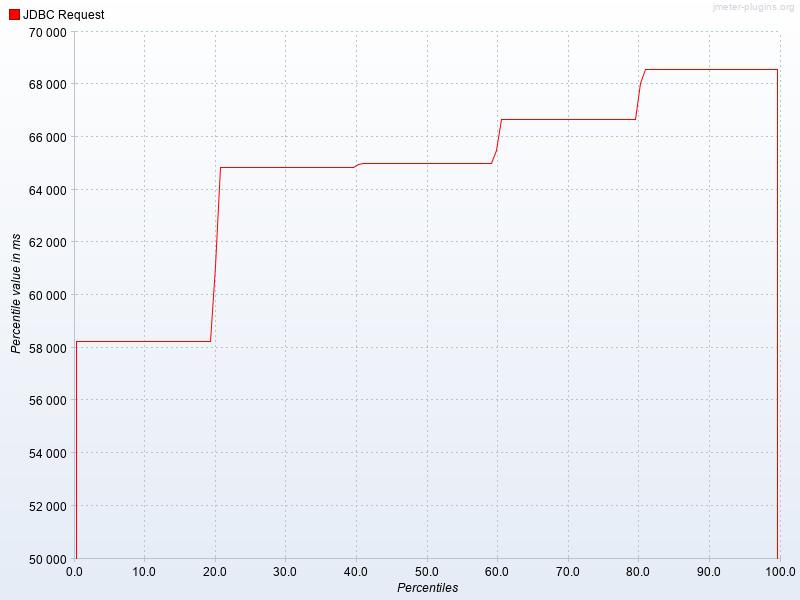 JDBC Request
jmeter-plugins.org
70 000
68 000
66 000
64 000
62 000
60 000
58 000
56 000
54 000
52 000
50 000
Percentile value in ms
0.0 10.0 20.0 30.0 40.0 50.0 60.0 70.0 80.0 90.0 100.0
Percentiles